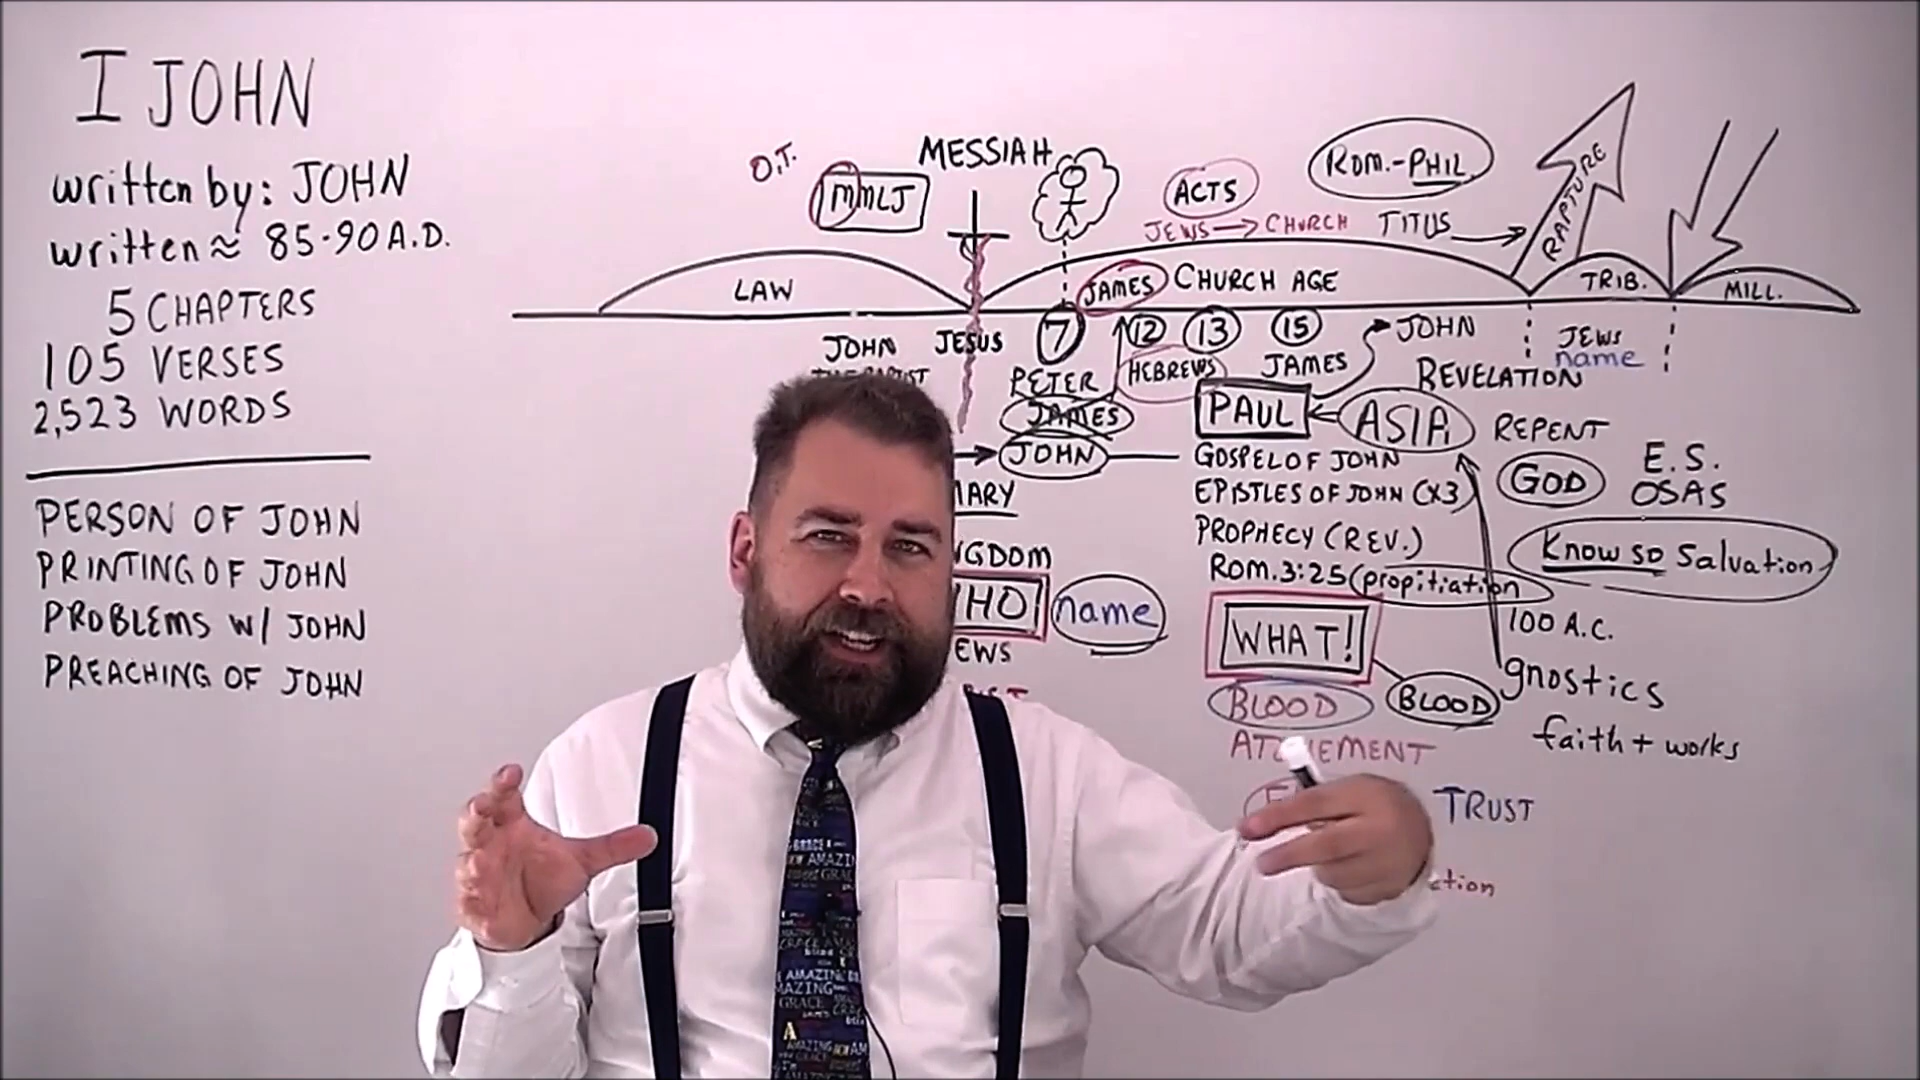 I JOHN
written by: JOHN
written ≈ 85-90 A.D.
5 CHAPTERS
105 VERSES
2,523 WORDS
PERSON OF JOHN
PRINTING OF JOHN
PROBLEMS W/ JOHN
PREACHING OF JOHN
O.T.
MMLJ
MESSIAH
ACTS
JEWS → CHURCH
ROM.-PHIL.
TITUS
RAPTURE
LAW
JAMES
CHURCH AGE
TRIB.
MILL.
JOHN
JESUS
7
12
13
15
JOHN
JEWS
name
PETER
HEBREWS
JAMES
REVELATION
JAMES
PAUL
ASIA
REPENT
JOHN
GOSPEL OF JOHN
GOD
E.S.
OSAS
EPISTLES OF JOHN (X3)
PROPHECY (REV.)
Know so Salvation
ROM. 3:25 (propitiation
name
WHAT!
100 A.C.
gnostics
BLOOD
BLOOD
faith + works
TRUST
AMAZING
GRACE
AMAZING
GRACE